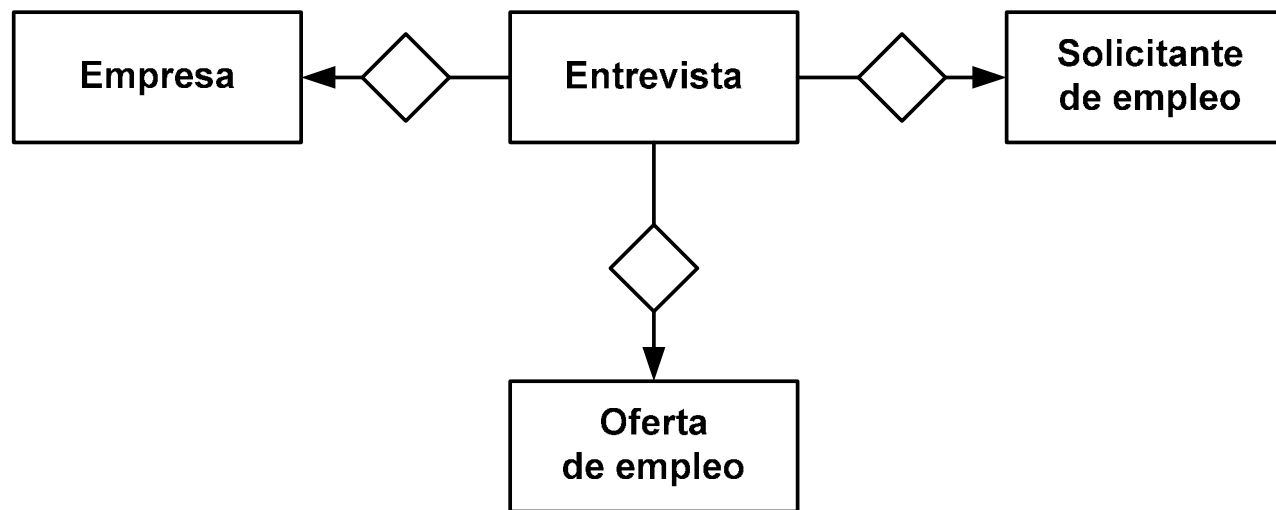 Empresa
Entrevista
Solicitante
de empleo
Oferta
de empleo